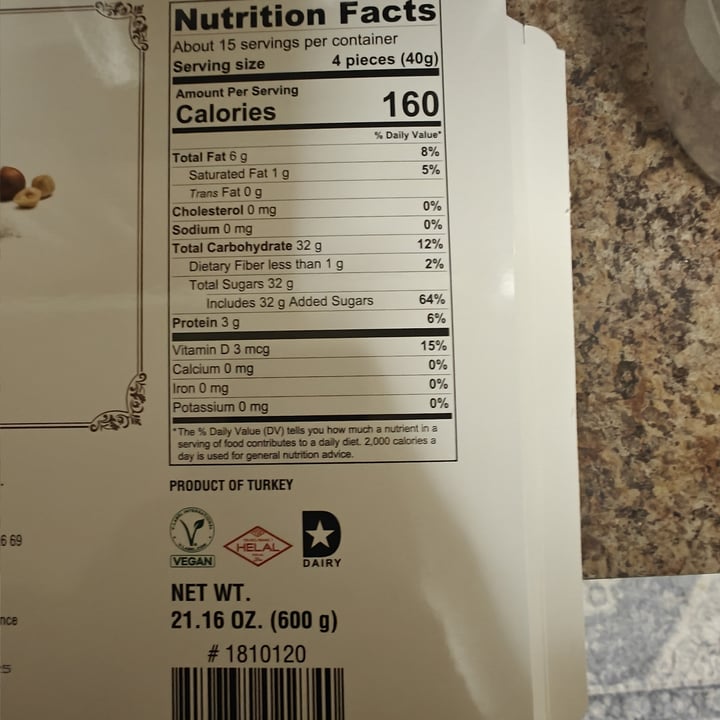 Nutrition Facts
About 15 servings per container
Serving size 4 pieces (40g)
Amount Per Serving
Calories 160
% Daily Value*
Total Fat 6 g 8%
Saturated Fat 1 g 5%
Trans Fat 0 g
Cholesterol 0 mg 0%
Sodium 0 mg 0%
Total Carbohydrate 32 g 12%
Dietary Fiber less than 1 g 2%
Total Sugars 32 g
Includes 32 g Added Sugars 64%
Protein 3 g 6%
Vitamin D 3 mcg 15%
Calcium 0 mg 0%
Iron 0 mg 0%
Potassium 0 mg 0%
*The % Daily Value (DV) tells you how much a nutrient in a
serving of food contributes to a daily diet. 2,000 calories a
day is used for general nutrition advice.
PRODUCT OF TURKEY
6 69
VEGAN
HELAL
DAIRY
nce
NET WT.
21.16 OZ. (600 g)
# 1810120